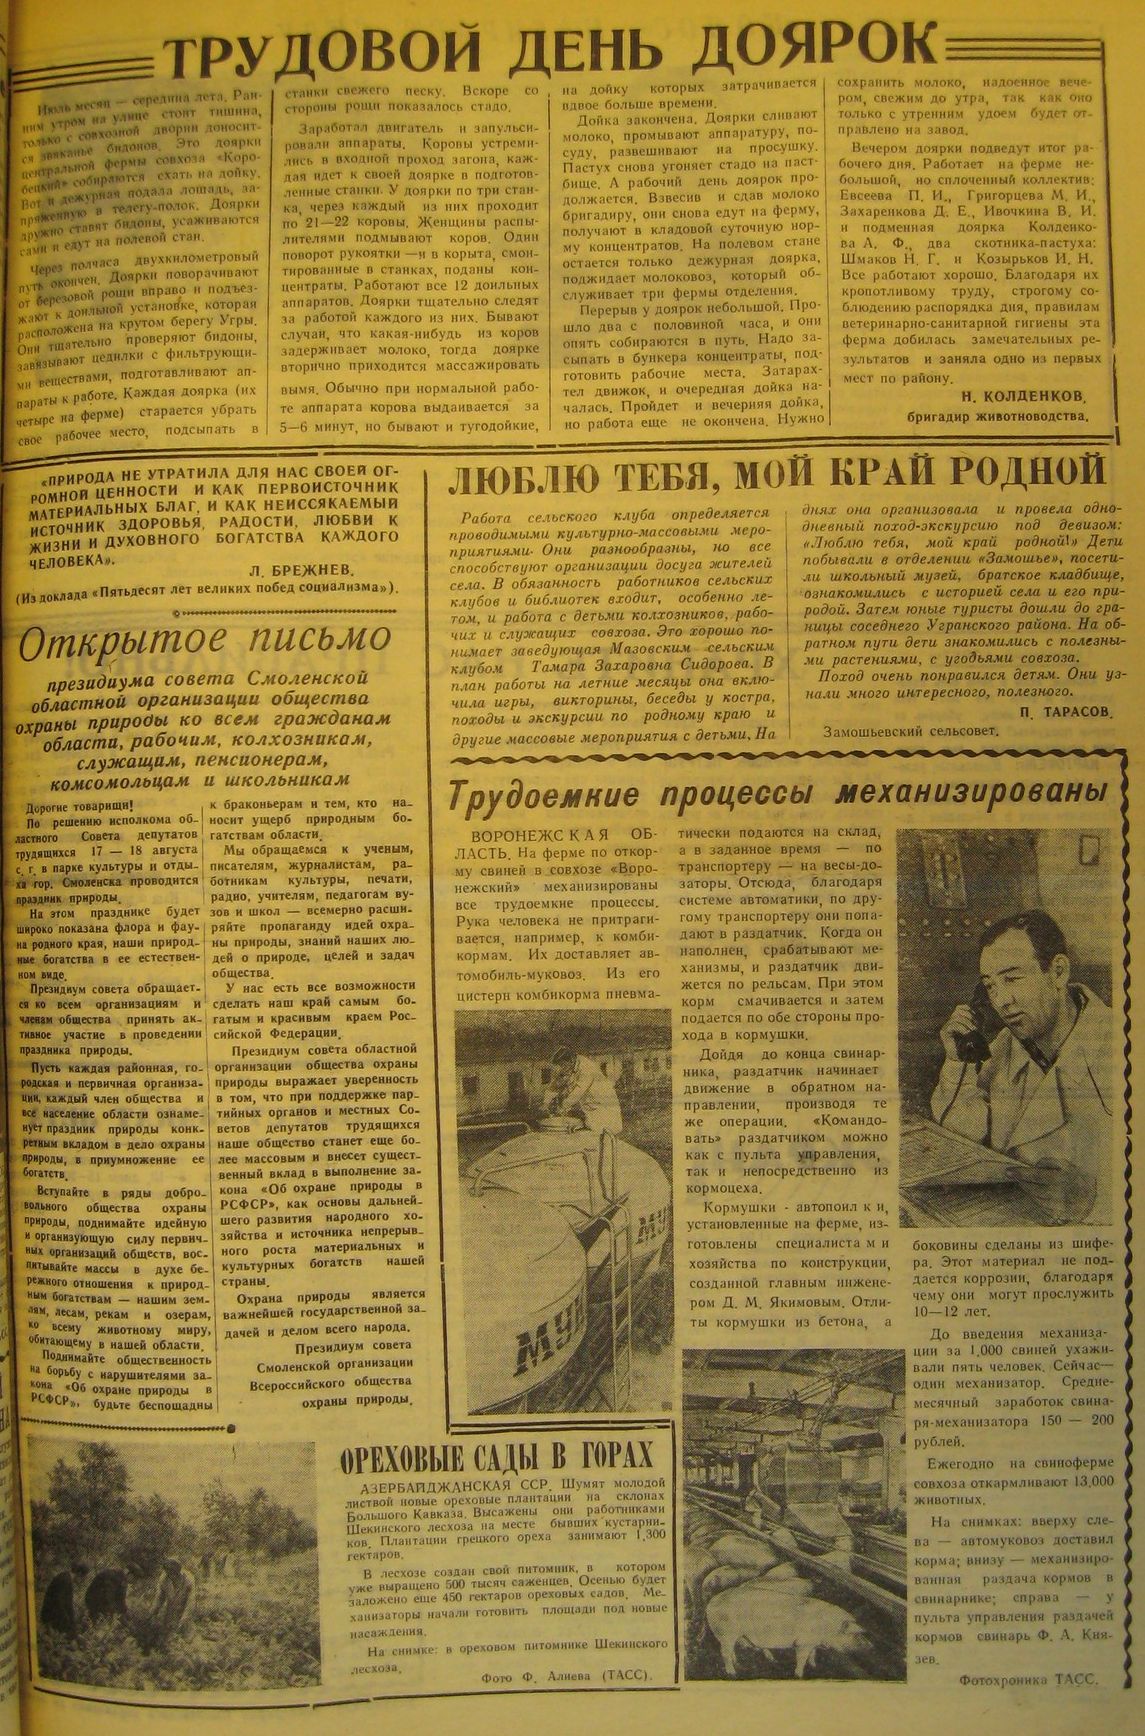 ТРУДОВОЙ ДЕНЬ ДОЯРОК
Июль месяц — середина лета. Ран-
ним утром на улице стоит тишина,
только с совхозной дворни доносит-
ся звяканье бидонов. Это доярки
центральной фермы совхоза «Коро-
бецкий» собираются ехать на дойку.
Вот и дежурная подала лошадь, за-
пряженную в телегу-полок. Доярки
дружно ставят бидоны, усаживаются
сами и едут на полевой стан.
Через полчаса двухкилометровый
путь окончен. Доярки поворачивают
от березовой рощи вправо и подъез-
жают к доильной установке, которая
расположена на крутом берегу Угры.
Они тщательно проверяют бидоны,
завязывают цедилки с фильтрующи-
ми веществами, подготавливают ап-
параты к работе. Каждая доярка (их
четыре на ферме) старается убрать
свое рабочее место, подсыпать в
станки свежего песку. Вскоре со
стороны рощи показалось стадо.
Заработал двигатель и запульси-
ровали аппараты. Коровы устреми-
лись в входной проход загона, каж-
дая идет к своей доярке в подготов-
ленные станки. У доярки по три стан-
ка, через каждый из них проходит
по 21—22 коровы. Женщины распы-
лителями подмывают коров. Один
поворот рукоятки —и в корыта, смон-
тированные в станках, поданы кон-
центраты. Работают все 12 доильных
аппаратов. Доярки тщательно следят
за работой каждого из них. Бывают
случаи, что какая-нибудь из коров
задерживает молоко, тогда доярке
вторично приходится массажировать
вымя. Обычно при нормальной рабо-
те аппарата корова выдаивается за
5—6 минут, но бывают и тугодойкие,
на дойку которых затрачивается
вдвое больше времени.
Дойка закончена. Доярки сливают
молоко, промывают аппаратуру, по-
суду, развешивают на просушку.
Пастух снова угоняет стадо на паст-
бище. А рабочий день доярок про-
должается. Взвесив и сдав молоко
бригадиру, они снова едут на ферму,
получают в кладовой суточную нор-
му концентратов. На полевом стане
остается только дежурная доярка,
поджидает молоковоз, который об-
служивает три фермы отделения.
Перерыв у доярок небольшой. Про-
шло два с половиной часа, и они
опять собираются в путь. Надо за-
сыпать в бункера концентраты, под-
готовить рабочие места. Затарах-
тел движок, и очередная дойка на-
чалась. Пройдет и вечерняя дойка,
но работа еще не окончена. Нужно
сохранить молоко, надоенное вече-
ром, свежим до утра, так как оно
только с утренним удоем будет от-
правлено на завод.
Вечером доярки подведут итог ра-
бочего дня. Работает на ферме не-
большой, но сплоченный коллектив:
Евсеева П. И., Григорцева М. И.,
Захаренкова Д. Е., Ивочкина В. И.
и подменная доярка Колденко-
ва А. Ф., два скотника-пастуха:
Шмаков Н. Г. и Козырьков И. Н.
Все работают хорошо. Благодаря их
кропотливому труду, строгому со-
блюдению распорядка дня, правилам
ветеринарно-санитарной гигиены эта
ферма добилась замечательных ре-
зультатов и заняла одно из первых
мест по району.
Н. КОЛДЕНКОВ,
бригадир животноводства.
«ПРИРОДА НЕ УТРАТИЛА ДЛЯ НАС СВОЕЙ ОГ-
РОМНОЙ ЦЕННОСТИ И КАК ПЕРВОИСТОЧНИК
МАТЕРИАЛЬНЫХ БЛАГ, И КАК НЕИССЯКАЕМЫЙ
ИСТОЧНИК ЗДОРОВЬЯ, РАДОСТИ, ЛЮБВИ К
ЖИЗНИ И ДУХОВНОГО БОГАТСТВА КАЖДОГО
ЧЕЛОВЕКА».
Л. БРЕЖНЕВ.
(Из доклада «Пятьдесят лет великих побед социализма»).
Открытое письмо
президиума совета Смоленской
областной организации общества
охраны природы ко всем гражданам
области, рабочим, колхозникам,
служащим, пенсионерам,
комсомольцам и школьникам
Дорогие товарищи!
По решению исполкома об-
ластного Совета депутатов
трудящихся 17 — 18 августа
с. г. в парке культуры и отды-
ха гор. Смоленска проводится
праздник природы.
На этом празднике будет
широко показана флора и фау-
на родного края, наши природ-
ные богатства в ее естествен-
ном виде.
Президиум совета обращает-
ся ко всем организациям и
членам общества принять ак-
тивное участие в проведении
праздника природы.
Пусть каждая районная, го-
родская и первичная организа-
ции, каждый член общества и
все население области ознаме-
нует праздник природы конк-
ретным вкладом в дело охраны
природы, в приумножение ее
богатств.
Вступайте в ряды добро-
вольного общества охраны
природы, поднимайте идейную
и организующую силу первич-
ных организаций обществ, вос-
питывайте массы в духе бе-
режного отношения к природ-
ным богатствам — нашим зем-
лям, лесам, рекам и озерам,
ко всему животному миру,
обитающему в нашей области.
Поднимайте общественность
на борьбу с нарушителями за-
кона «Об охране природы в
РСФСР», будьте беспощадны
к браконьерам и тем, кто на-
носит ущерб природным бо-
гатствам области.
Мы обращаемся к ученым,
писателям, журналистам, ра-
ботникам культуры, печати,
радио, учителям, педагогам ву-
зов и школ — всемерно расши-
ряйте пропаганду идей охра-
ны природы, знаний наших лю-
дей о природе, целей и задач
общества.
У нас есть все возможности
сделать наш край самым бо-
гатым и красивым краем Рос-
сийской Федерации.
Президиум совета областной
организации общества охраны
природы выражает уверенность
в том, что при поддержке пар-
тийных органов и местных Со-
ветов депутатов трудящихся
наше общество станет еще бо-
лее массовым и внесет сущест-
венный вклад в выполнение за-
кона «Об охране природы в
РСФСР», как основы дальней-
шего развития народного хо-
зяйства и источника непрерыв-
ного роста материальных и
культурных богатств нашей
страны.
Охрана природы является
важнейшей государственной за-
дачей и делом всего народа.
Президиум совета
Смоленской организации
Всероссийского общества
охраны природы.
ЛЮБЛЮ ТЕБЯ, МОЙ КРАЙ РОДНОЙ
Работа сельского клуба определяется
проводимыми культурно-массовыми меро-
приятиями. Они разнообразны, но все
способствуют организации досуга жителей
села. В обязанность работников сельских
клубов и библиотек входит, особенно ле-
том, и работа с детьми колхозников, рабо-
чих и служащих совхоза. Это хорошо по-
нимает заведующая Мазовским сельским
клубом Тамара Захаровна Сидорова. В
план работы на летние месяцы она вклю-
чила игры, викторины, беседы у костра,
походы и экскурсии по родному краю и
другие массовые мероприятия с детьми. На
днях она организовала и провела одно-
дневный поход-экскурсию под девизом:
«Люблю тебя, мой край родной!» Дети
побывали в отделении «Замошье», посети-
ли школьный музей, братское кладбище,
ознакомились с историей села и его при-
родой. Затем юные туристы дошли до гра-
ницы соседнего Угранского района. На об-
ратном пути дети знакомились с полезны-
ми растениями, с угодьями совхоза.
Поход очень понравился детям. Они уз-
нали много интересного, полезного.
П. ТАРАСОВ.
Замошьевский сельсовет.
Трудоемкие процессы механизированы
ВОРОНЕЖСКАЯ ОБ-
ЛАСТЬ. На ферме по откор-
му свиней в совхозе «Воро-
нежский» механизированы
все трудоемкие процессы.
Рука человека не притраги-
вается, например, к комби-
кормам. Их доставляет ав-
томобиль-муковоз. Из его
цистерн комбикорма пневма-
тически подаются на склад,
а в заданное время — по
транспортеру — на весы-до-
заторы. Отсюда, благодаря
системе автоматики, по дру-
гому транспортеру они попа-
дают в раздатчик. Когда он
наполнен, срабатывают ме-
ханизмы, и раздатчик дви-
жется по рельсам. При этом
корм смачивается и затем
подается по обе стороны про-
хода в кормушки.
Дойдя до конца свинар-
ника, раздатчик начинает
движение в обратном на-
правлении, производя те
же операции. «Командо-
вать» раздатчиком можно
как с пульта управления,
так и непосредственно из
кормоцеха.
Кормушки - автопоилки,
установленные на ферме, из-
готовлены специалистами
хозяйства по конструкции,
созданной главным инжене-
ром Д. М. Якимовым. Отли-
ты кормушки из бетона, а
боковины сделаны из шифе-
ра. Этот материал не под-
дается коррозии, благодаря
чему они могут прослужить
10—12 лет.
До введения механиза-
ции за 1.000 свиней ухажи-
вали пять человек. Сейчас—
один механизатор. Средне-
месячный заработок свина-
ря-механизатора 150 — 200
рублей.
Ежегодно на свиноферме
совхоза откармливают 13.000
животных.
На снимках: вверху сле-
ва — автомуковоз доставил
корма; внизу — механизиро-
ванная раздача кормов в
свинарнике; справа — у
пульта управления раздачей
кормов свинарь Ф. А. Кня-
зев.
Фотохроника ТАСС.
ОРЕХОВЫЕ САДЫ В ГОРАХ
АЗЕРБАЙДЖАНСКАЯ ССР. Шумят молодой
листвой новые ореховые плантации на склонах
Большого Кавказа. Высажены они работниками
Шекинского лесхоза на месте бывших кустарни-
ков. Плантации грецкого ореха занимают 1.300
гектаров.
В лесхозе создан свой питомник, в котором
уже выращено 500 тысяч саженцев. Осенью будет
заложено еще 450 гектаров ореховых садов. Ме-
ханизаторы начали готовить площади под новые
насаждения.
На снимке: в ореховом питомнике Шекинского
лесхоза.
Фото Ф. Алиева (ТАСС).